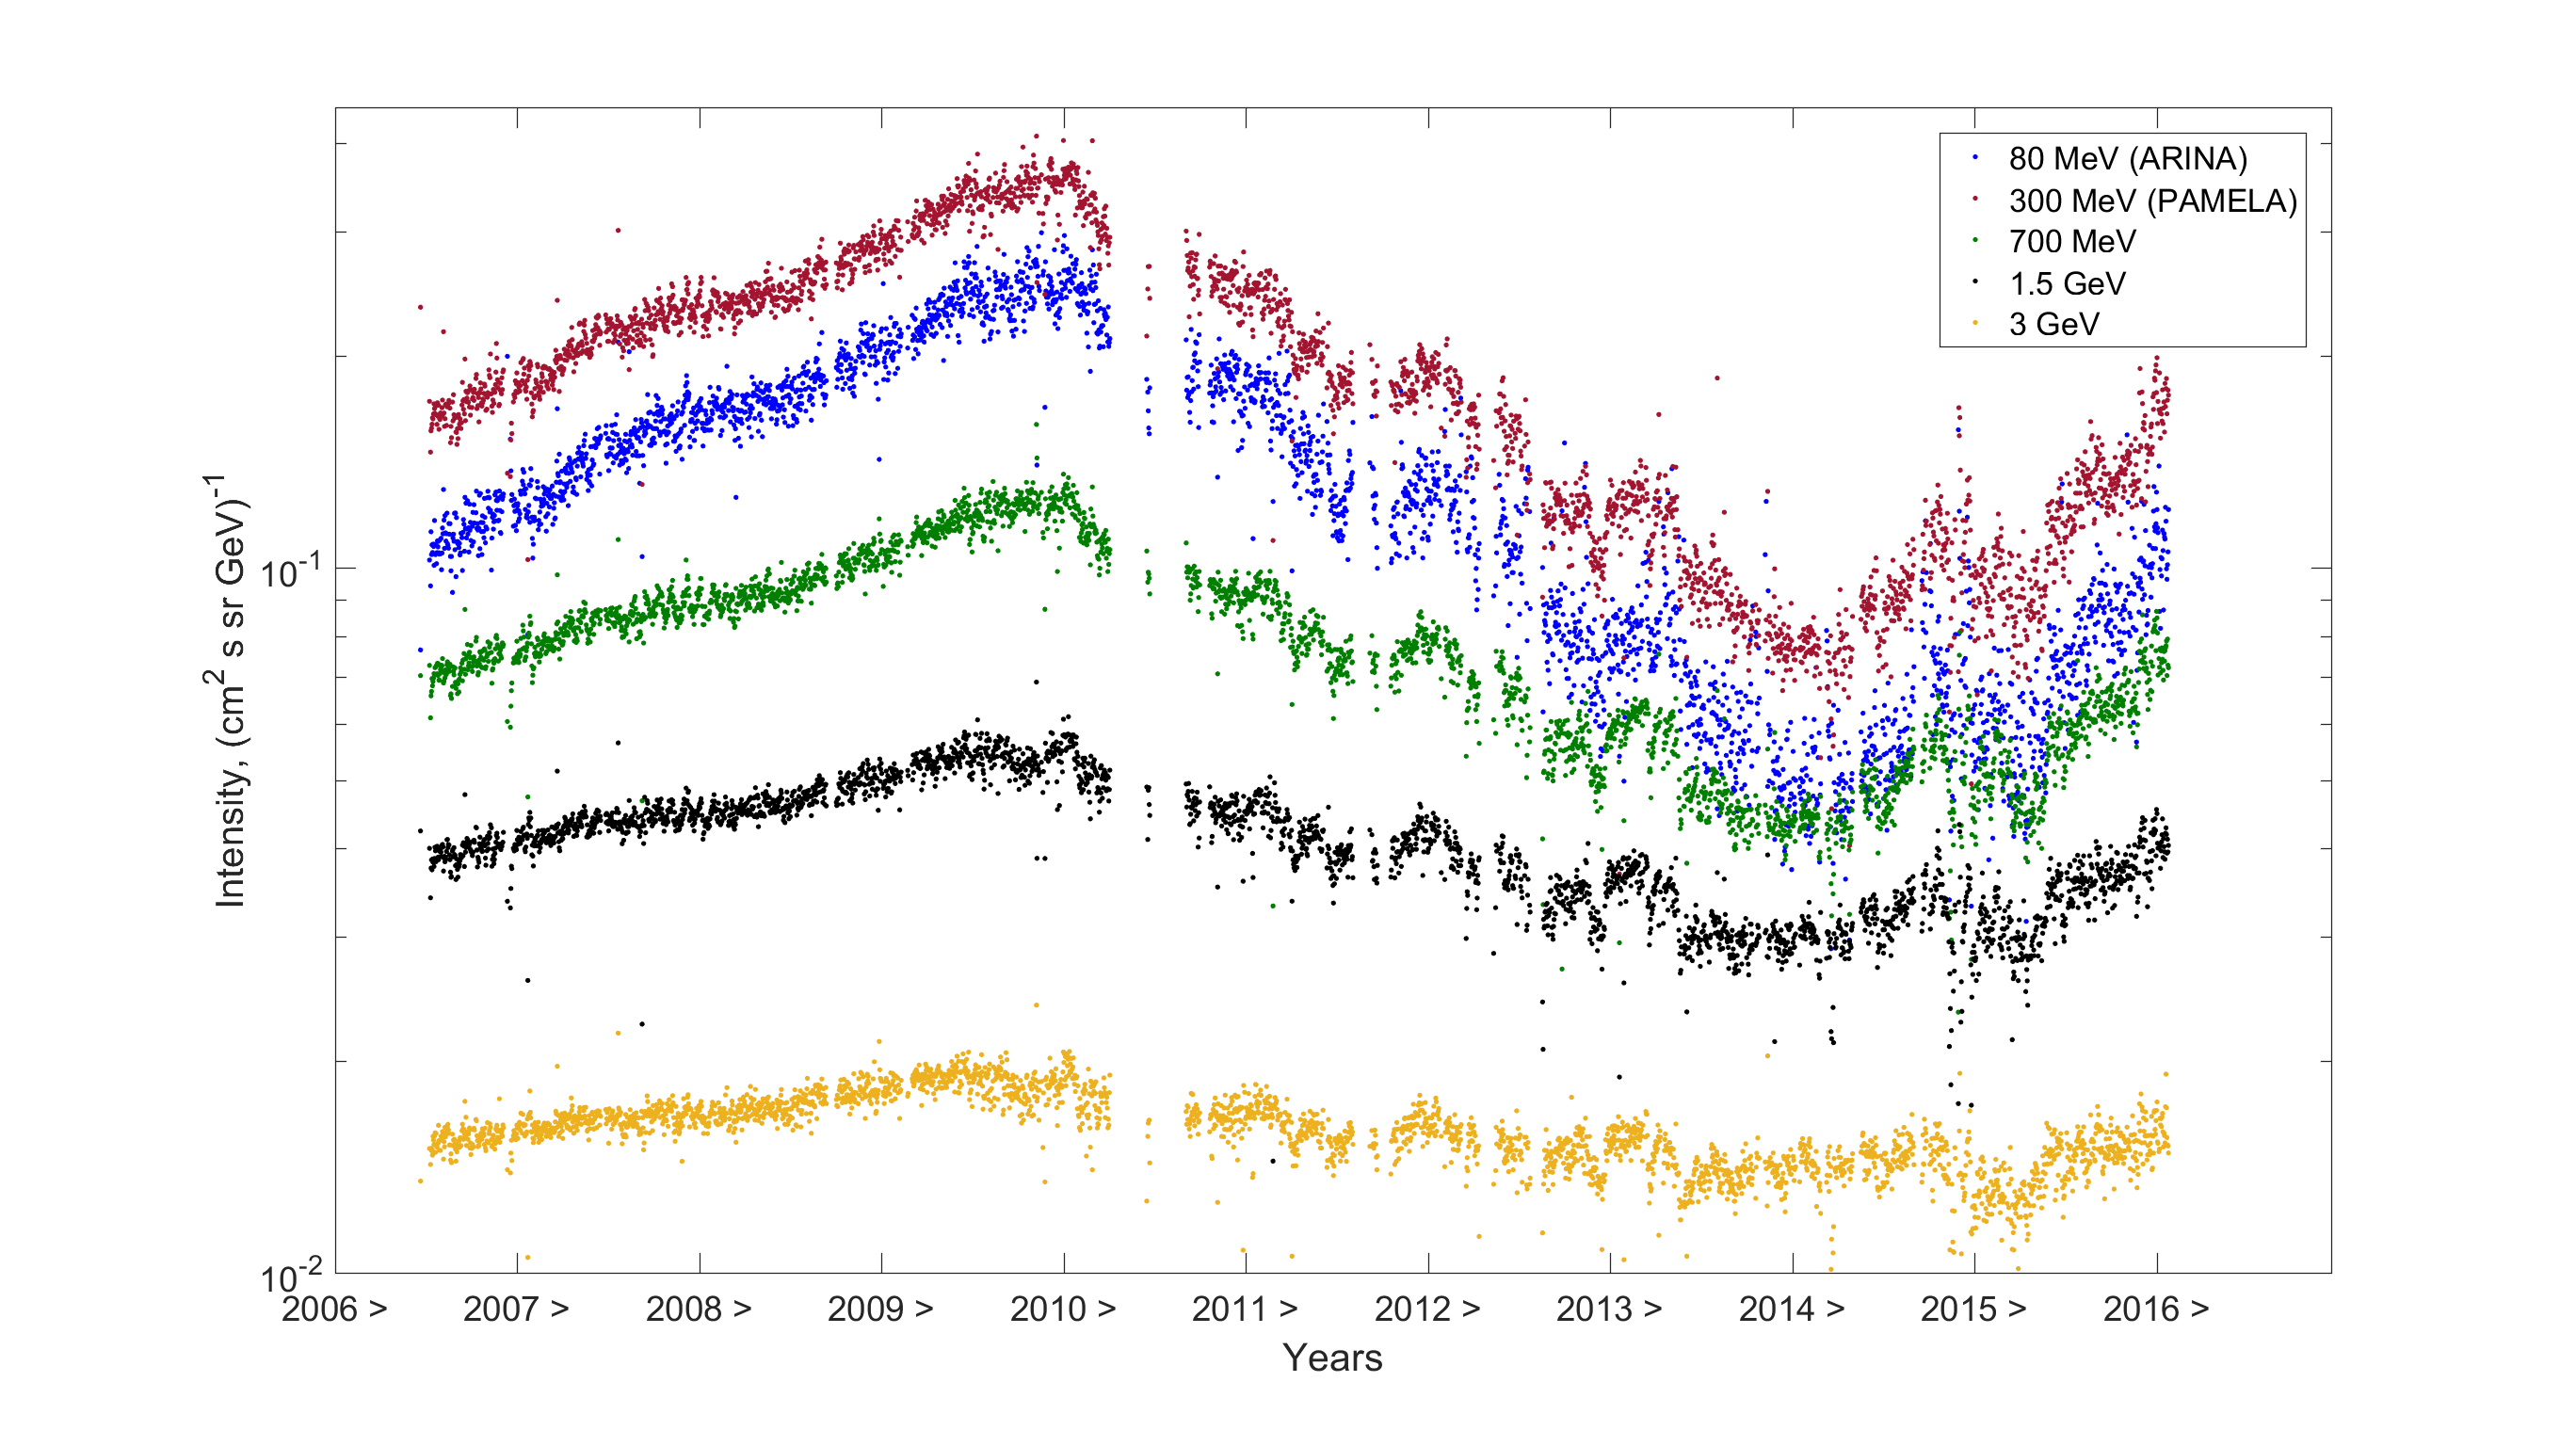 80 MeV (ARINA)
300 MeV (PAMELA)
700 MeV
1.5 GeV
3 GeV
Intensity, (cm² s sr GeV)⁻¹
10⁻¹
10⁻²
2006 > 2007 > 2008 > 2009 > 2010 > 2011 > 2012 > 2013 > 2014 > 2015 > 2016 >
Years